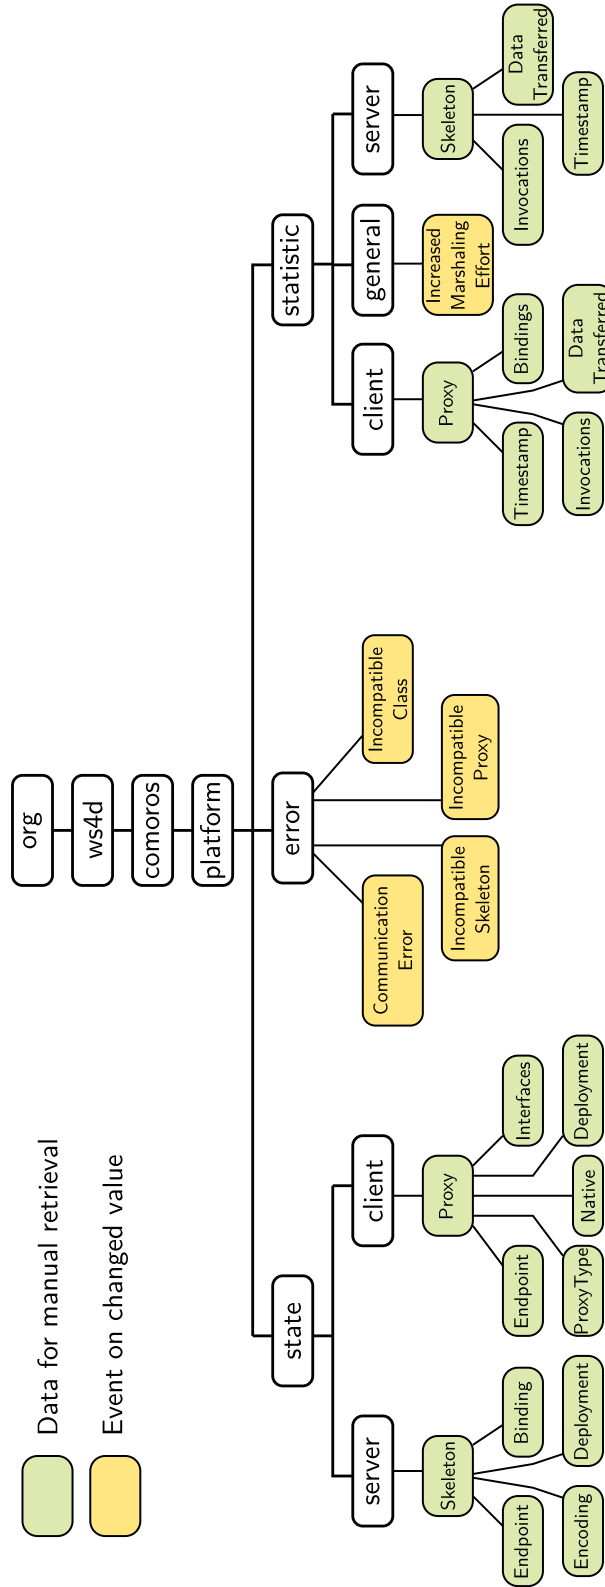 Data for manual retrieval
Event on changed value
org
ws4d
comoros
platform
state
error
statistic
server
client
client
general
server
Skeleton
Endpoint
Binding
Encoding
Deployment
Proxy
Endpoint
Interfaces
ProxyType
Native
Deployment
Communication
Error
Incompatible
Class
Incompatible
Skeleton
Incompatible
Proxy
Proxy
Timestamp
Bindings
Invocations
Data
Transferred
Increased
Marshaling
Effort
Skeleton
Invocations
Data
Transferred
Timestamp